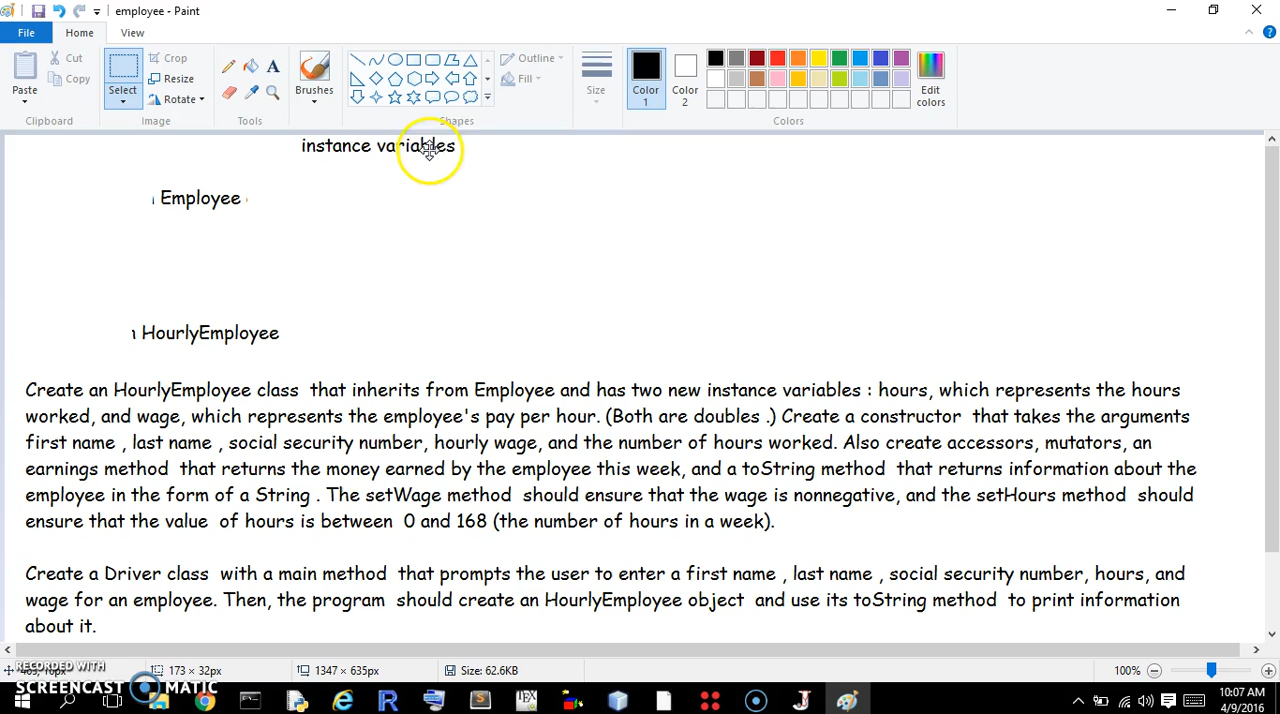 employee - Paint
File Home View
Paste
Cut
Copy
Clipboard
Select
Crop
Resize
Rotate
Image
A
Tools
Brushes
Shapes
Outline
Fill
Size
Color 1
Color 2
Edit colors
Colors
instance variables
Employee
HourlyEmployee
Create an HourlyEmployee class that inherits from Employee and has two new instance variables : hours, which represents the hours
worked, and wage, which represents the employee's pay per hour. (Both are doubles .) Create a constructor that takes the arguments
first name , last name , social security number, hourly wage, and the number of hours worked. Also create accessors, mutators, an
earnings method that returns the money earned by the employee this week, and a toString method that returns information about the
employee in the form of a String . The setWage method should ensure that the wage is nonnegative, and the setHours method should
ensure that the value of hours is between 0 and 168 (the number of hours in a week).
Create a Driver class with a main method that prompts the user to enter a first name , last name , social security number, hours, and
wage for an employee. Then, the program should create an HourlyEmployee object and use its toString method to print information
about it.
173 × 32px
1347 × 635px
Size: 62.6KB
100%
RECORDED WITH
SCREENCAST MATIC
10:07 AM
4/9/2016